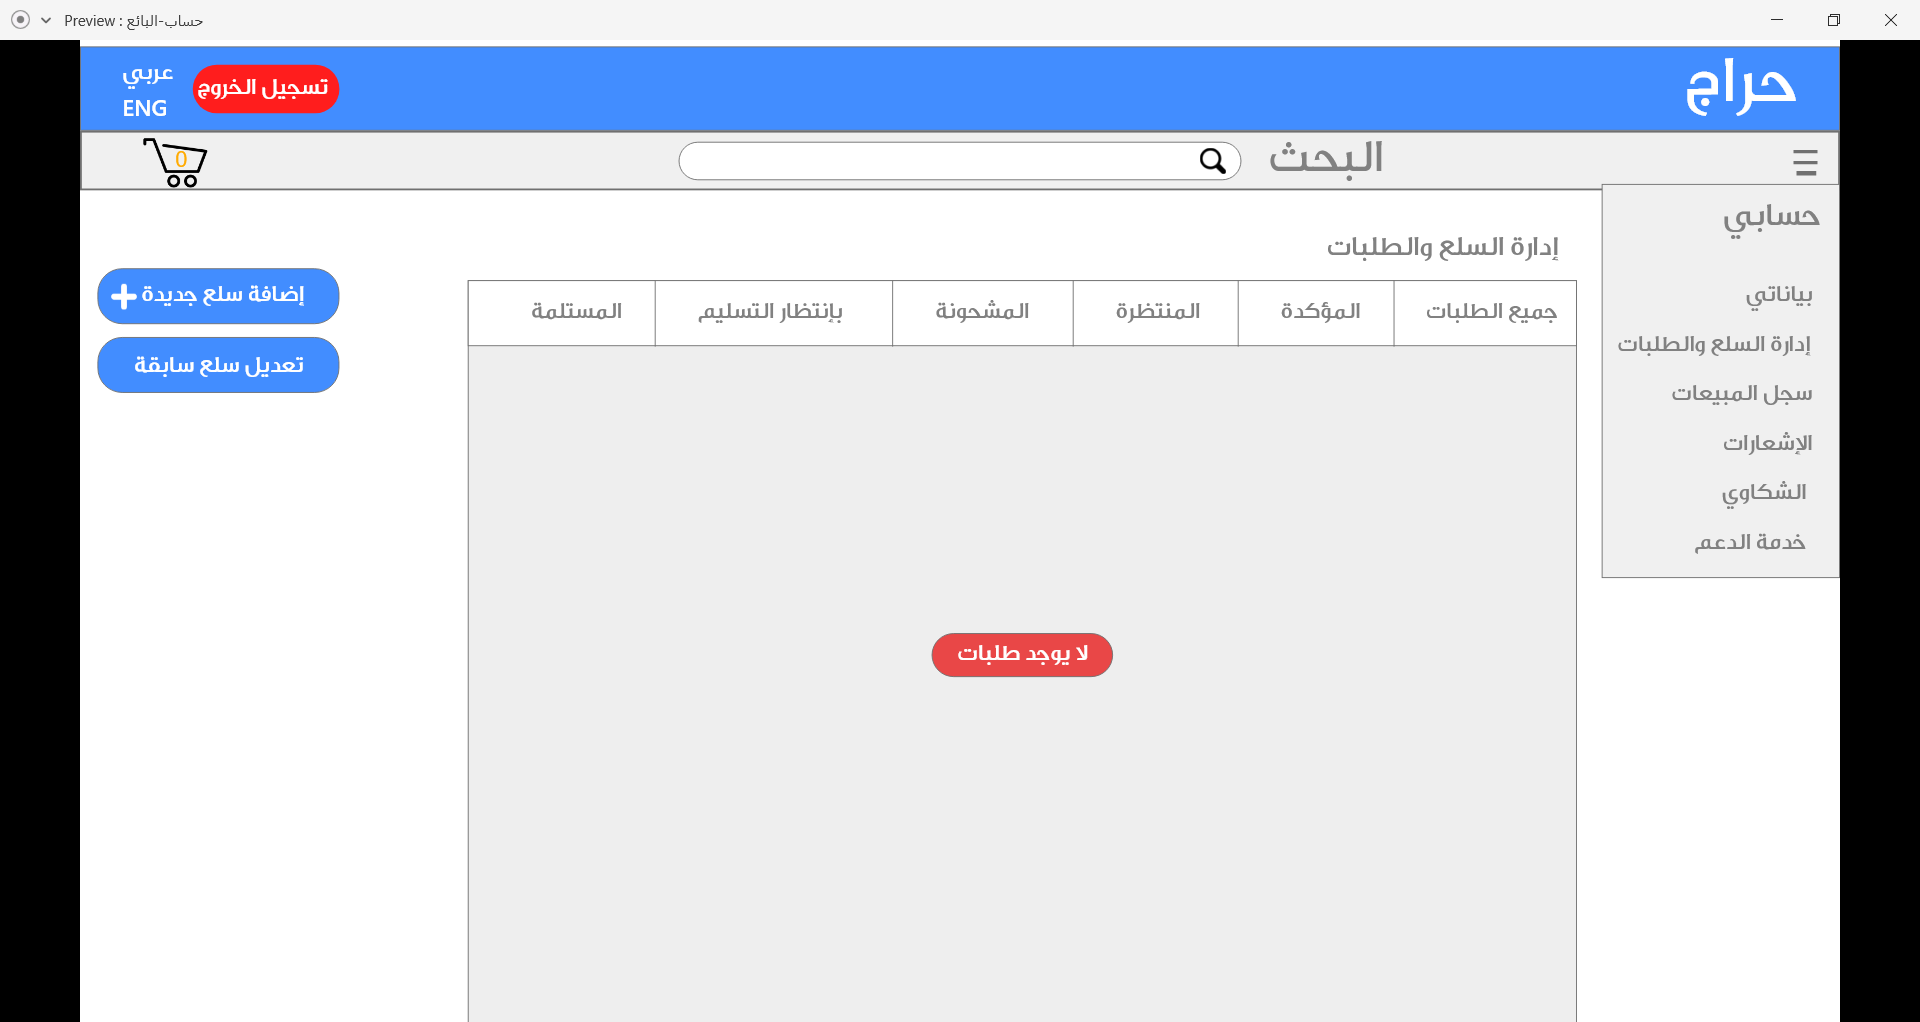 Preview : حساب-البائع
حراج
تسجيل الخروج
عربي
ENG
البحث
0
حسابي
بياناتي
إدارة السلع والطلبات
سجل المبيعات
الإشعارات
الشكاوي
خدمة الدعم
إدارة السلع والطلبات
جميع الطلبات
المؤكدة
المنتظرة
المشحونة
بإنتظار التسليم
المستلمة
لا يوجد طلبات
إضافة سلع جديدة
تعديل سلع سابقة